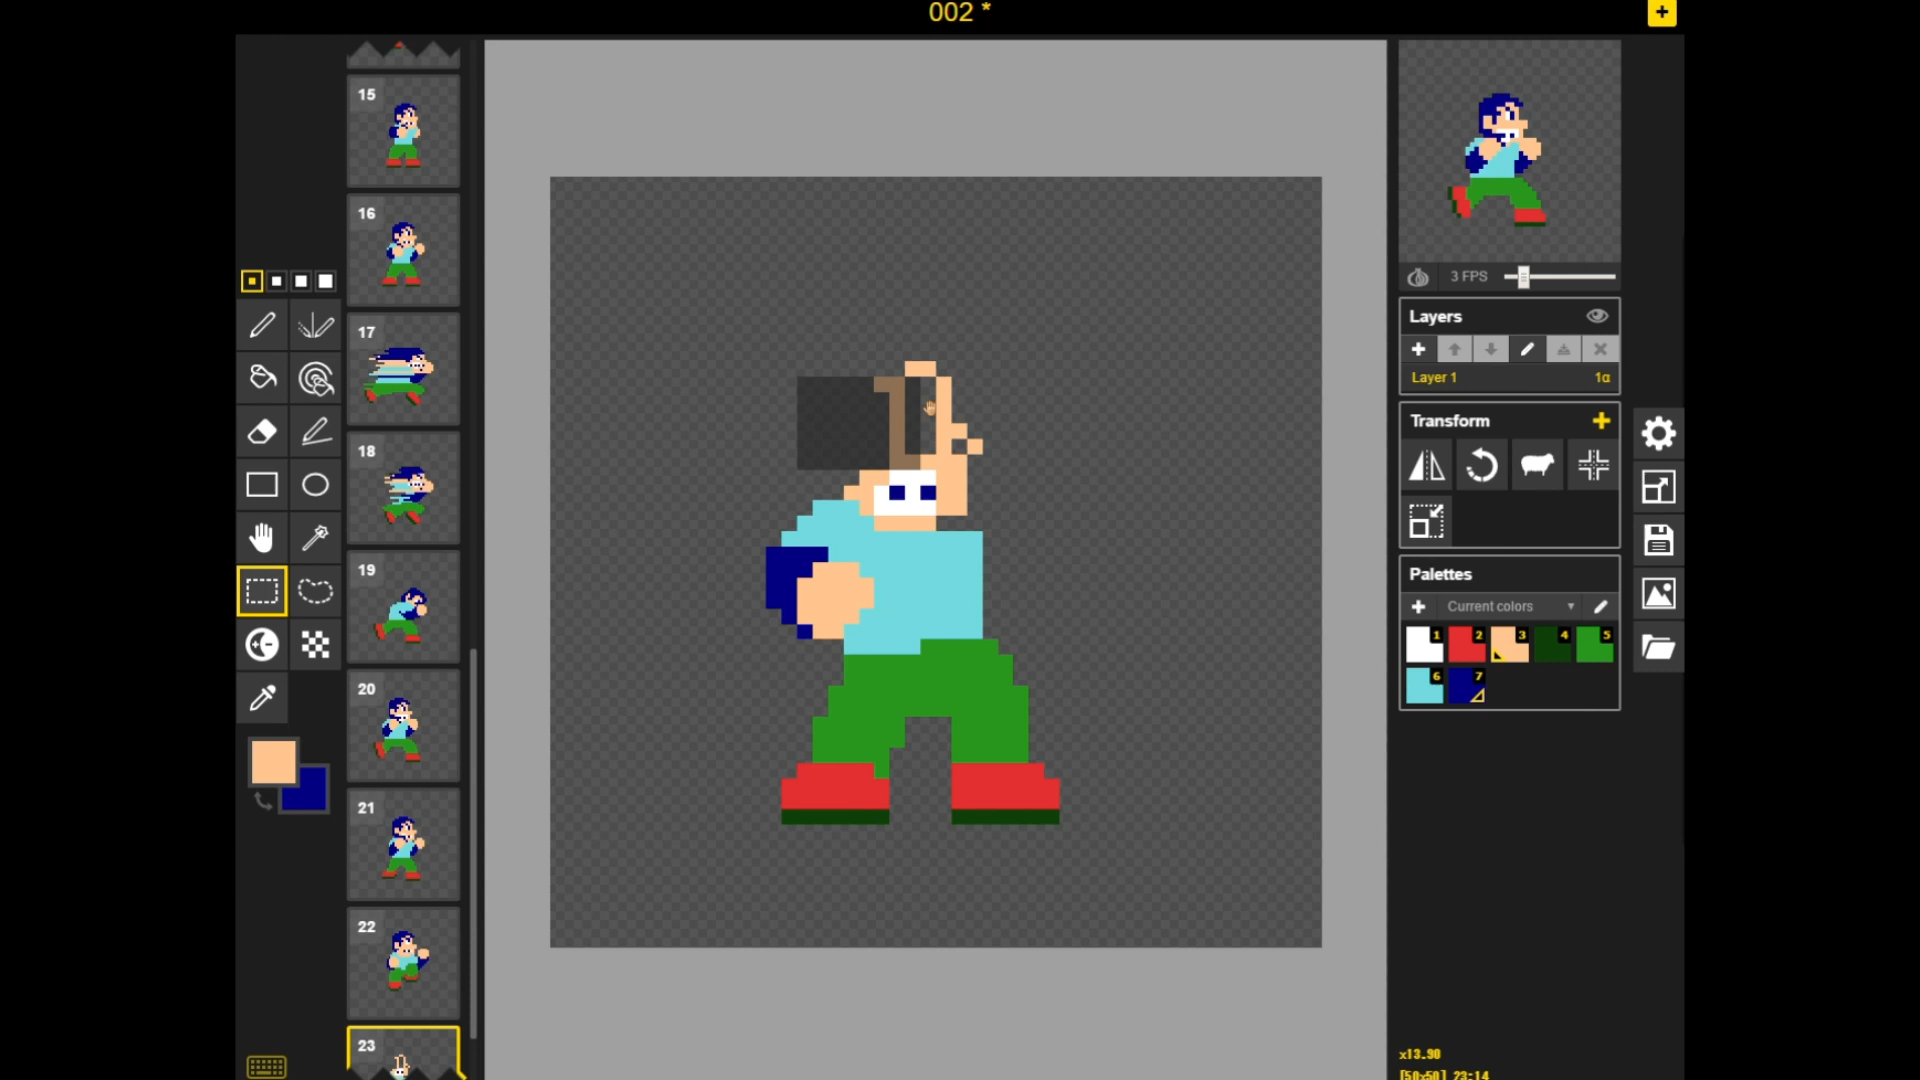 002 *
+
15
16
17
18
19
20
21
22
23
3 FPS
Layers
Layer 1
1α
Transform
Palettes
Current colors
1
2
3
4
5
6
7
x13.90
[50x50] 23:14